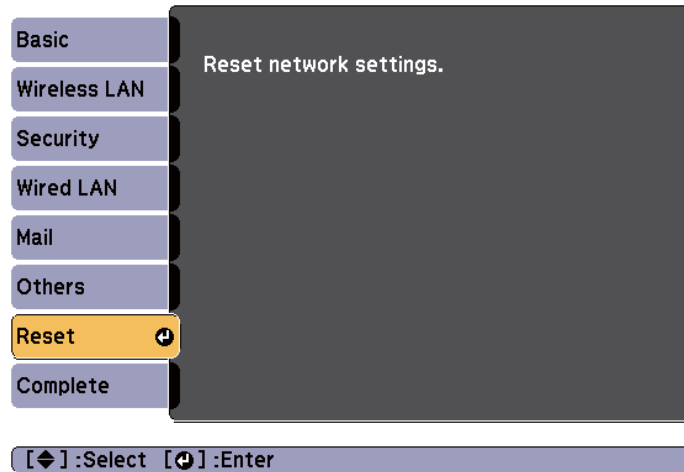 Basic
Reset network settings.
Wireless LAN
Security
Wired LAN
Mail
Others
Reset
Complete
[◆] :Select [↵] :Enter